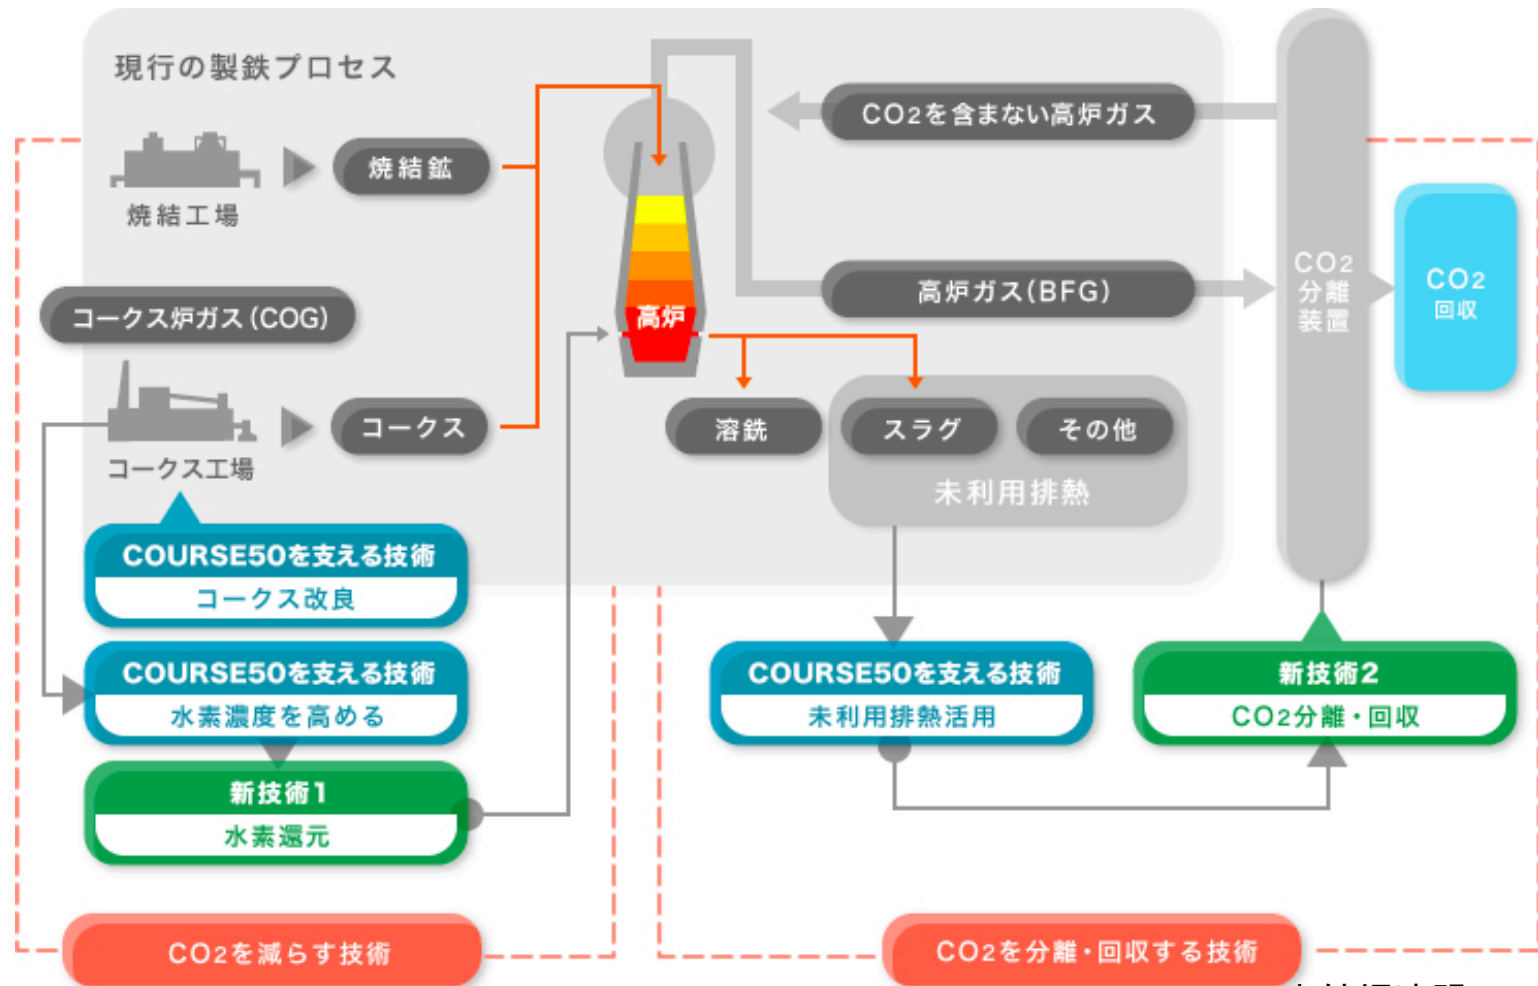 現行の製鉄プロセス
焼結工場
焼結鉱
コークス炉ガス(COG)
コークス工場
コークス
高炉
CO2を含まない高炉ガス
高炉ガス(BFG)
溶銑
スラグ
その他
未利用排熱
CO2
分離
装置
CO2
回収
COURSE50を支える技術
コークス改良
COURSE50を支える技術
水素濃度を高める
新技術1
水素還元
COURSE50を支える技術
未利用排熱活用
新技術2
CO2分離・回収
CO2を減らす技術
CO2を分離・回収する技術